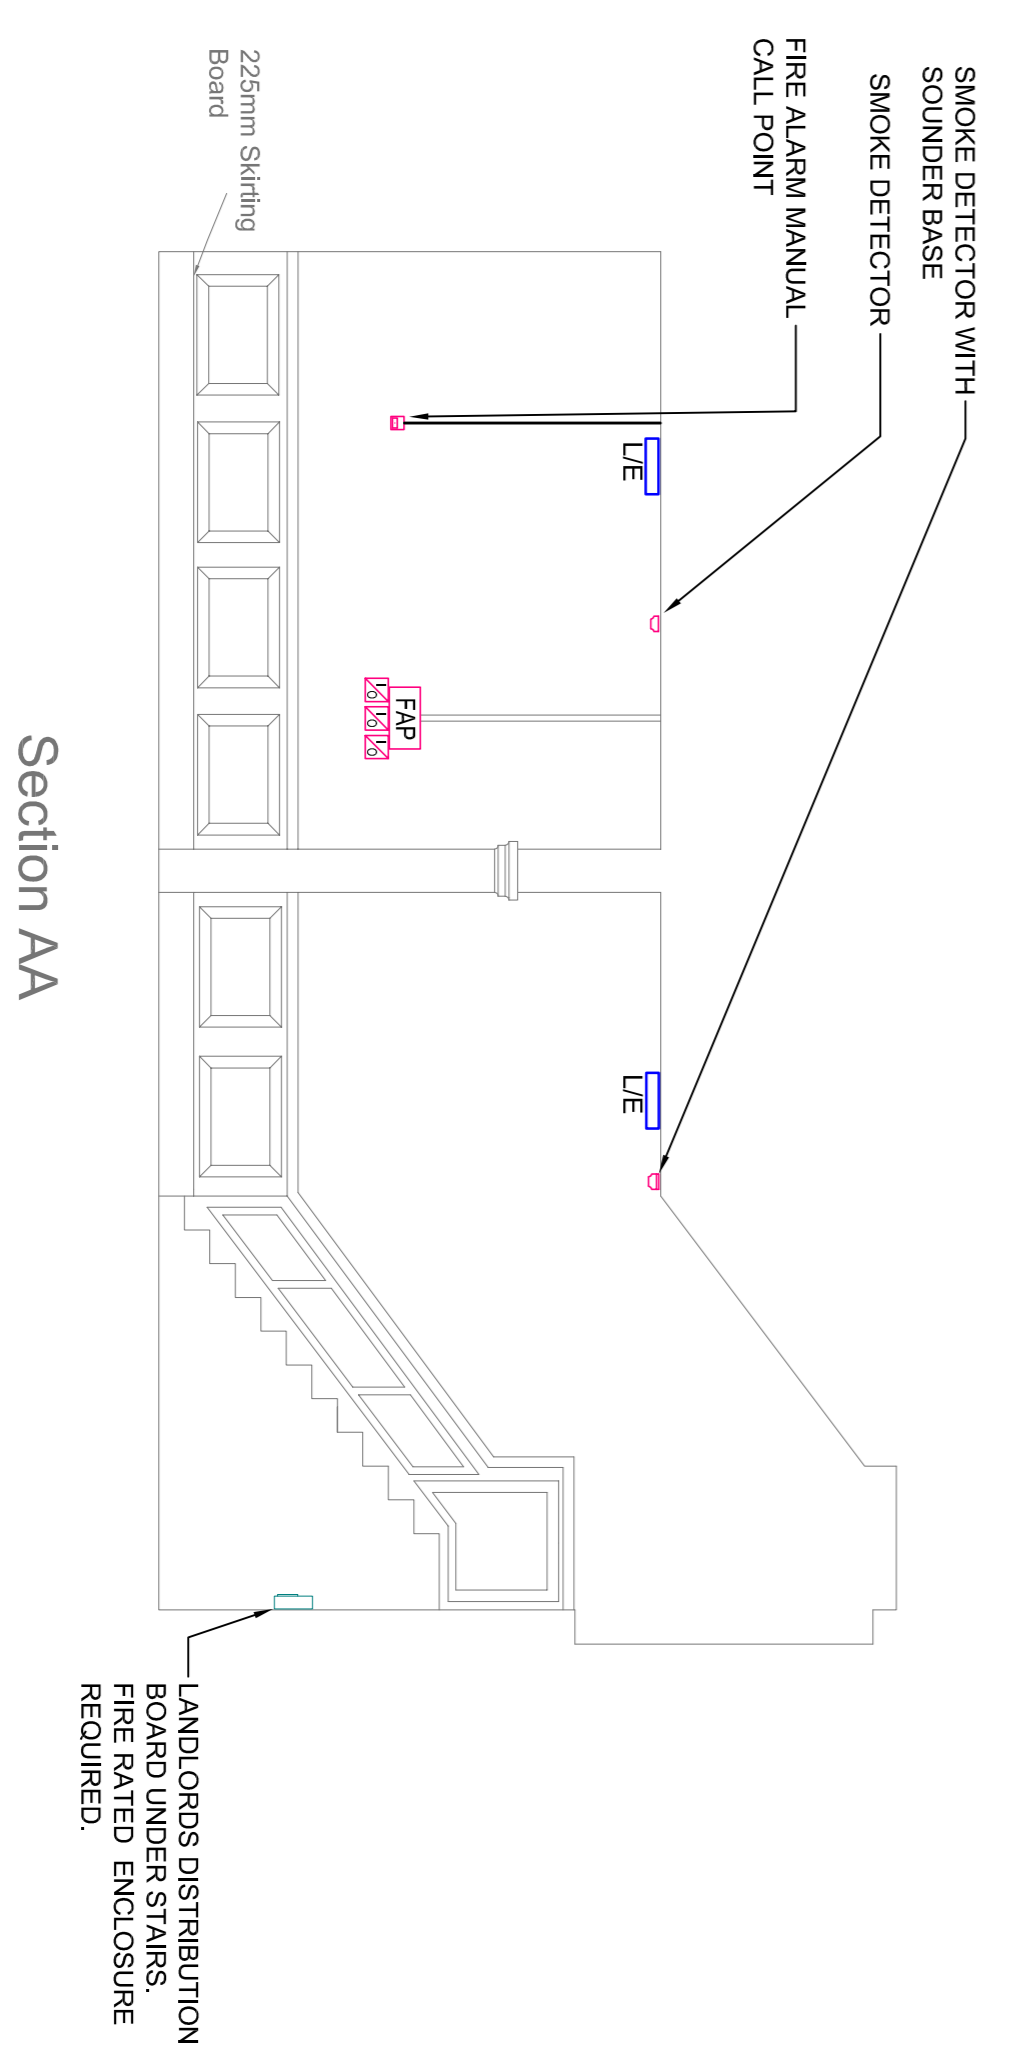 SMOKE DETECTOR WITH
SOUNDER BASE
SMOKE DETECTOR
FIRE ALARM MANUAL
CALL POINT
L/E
L/E
FAP
I O
I O
I O
225mm Skirting
Board
LANDLORDS DISTRIBUTION
BOARD UNDER STAIRS.
FIRE RATED ENCLOSURE
REQUIRED.
Section AA